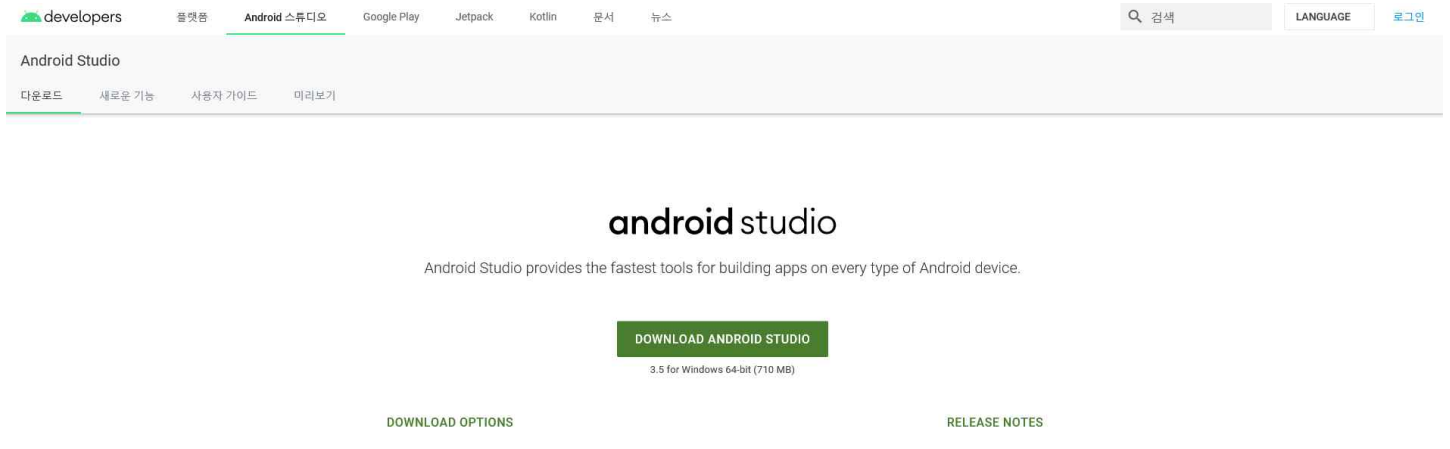 developers 플랫폼 Android 스튜디오 Google Play Jetpack Kotlin 문서 뉴스 검색 LANGUAGE 로그인
Android Studio
다운로드 새로운 기능 사용자 가이드 미리보기
android studio
Android Studio provides the fastest tools for building apps on every type of Android device.
DOWNLOAD ANDROID STUDIO
3.5 for Windows 64-bit (710 MB)
DOWNLOAD OPTIONS RELEASE NOTES